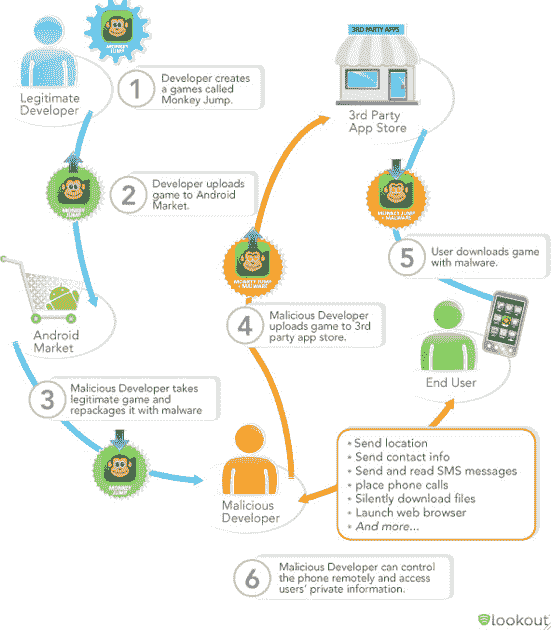 MONKEY
JUMP
Legitimate
Developer
1
Developer creates
a games called
Monkey Jump.
MONKEY
JUMP
2
Developer uploads
game to Android
Market.
Android
Market
3
Malicious Developer takes
legitimate game and
repackages it with malware
MONKEY
JUMP
Malicious
Developer
MONKEY JUMP
+ MALWARE
4
Malicious Developer
uploads game to 3rd
party app store.
3RD PARTY APPS
3rd Party
App Store
MONKEY JUMP
+ MALWARE
5
User downloads game
with malware.
End User
• Send location
• Send contact info
• Send and read SMS messages
• place phone calls
• Silently download files
• Launch web browser
• And more...
6
Malicious Developer can control
the phone remotely and access
users' private information.
lookout